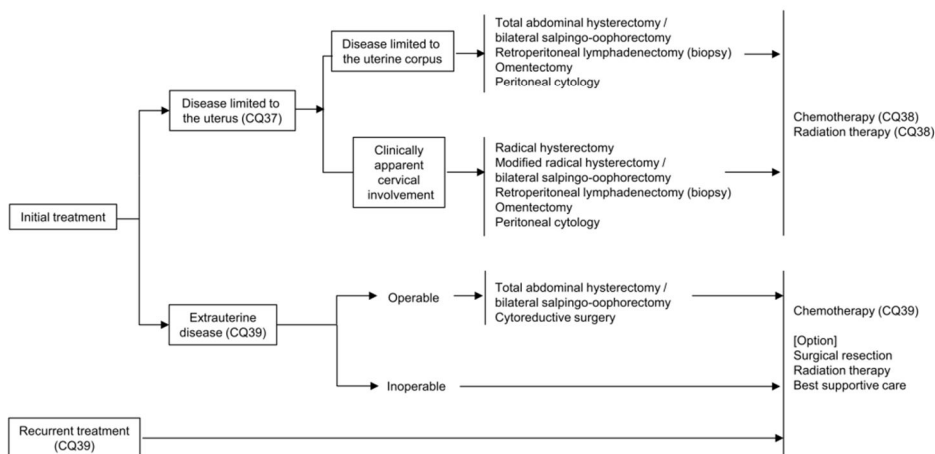 Initial treatment
Disease limited to
the uterus (CQ37)
Disease limited to
the uterine corpus
Total abdominal hysterectomy /
bilateral salpingo-oophorectomy
Retroperitoneal lymphadenectomy (biopsy)
Omentectomy
Peritoneal cytology
Clinically
apparent
cervical
involvement
Radical hysterectomy
Modified radical hysterectomy /
bilateral salpingo-oophorectomy
Retroperitoneal lymphadenectomy (biopsy)
Omentectomy
Peritoneal cytology
Chemotherapy (CQ38)
Radiation therapy (CQ38)
Extrauterine
disease (CQ39)
Operable
Total abdominal hysterectomy /
bilateral salpingo-oophorectomy
Cytoreductive surgery
Inoperable
Chemotherapy (CQ39)
[Option]
Surgical resection
Radiation therapy
Best supportive care
Recurrent treatment
(CQ39)